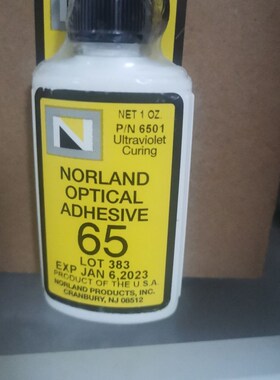 N
NET 1 OZ.
P/N 6501
Ultraviolet
Curing
NORLAND
OPTICAL
ADHESIVE
65
LOT 383
EXP JAN 6,2023
PRODUCT OF THE U.S.A.
NORLAND PRODUCTS, INC.
CRANBURY, NJ 08512